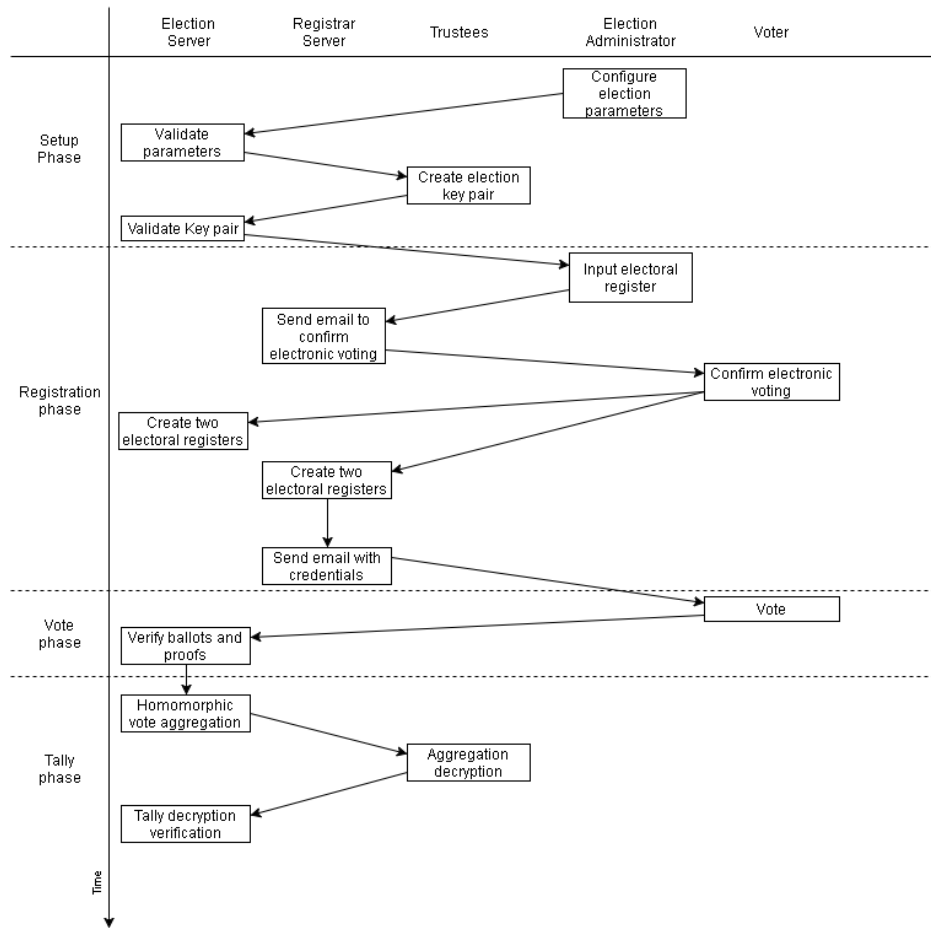 Election
Server
Registrar
Server
Trustees
Election
Administrator
Voter
Setup
Phase
Configure
election
parameters
Validate
parameters
Create election
key pair
Validate Key pair
Registration
phase
Input electoral
register
Send email to
confirm
electronic voting
Confirm electronic
voting
Create two
electoral registers
Create two
electoral registers
Send email with
credentials
Vote
phase
Vote
Verify ballots and
proofs
Tally
phase
Homomorphic
vote aggregation
Aggregation
decryption
Tally decryption
verification
Time